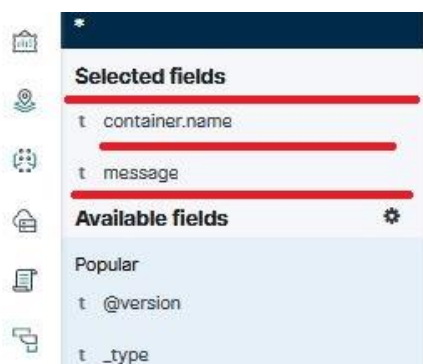 *
Selected fields
t container.name
t message
Available fields
Popular
t @version
t _type